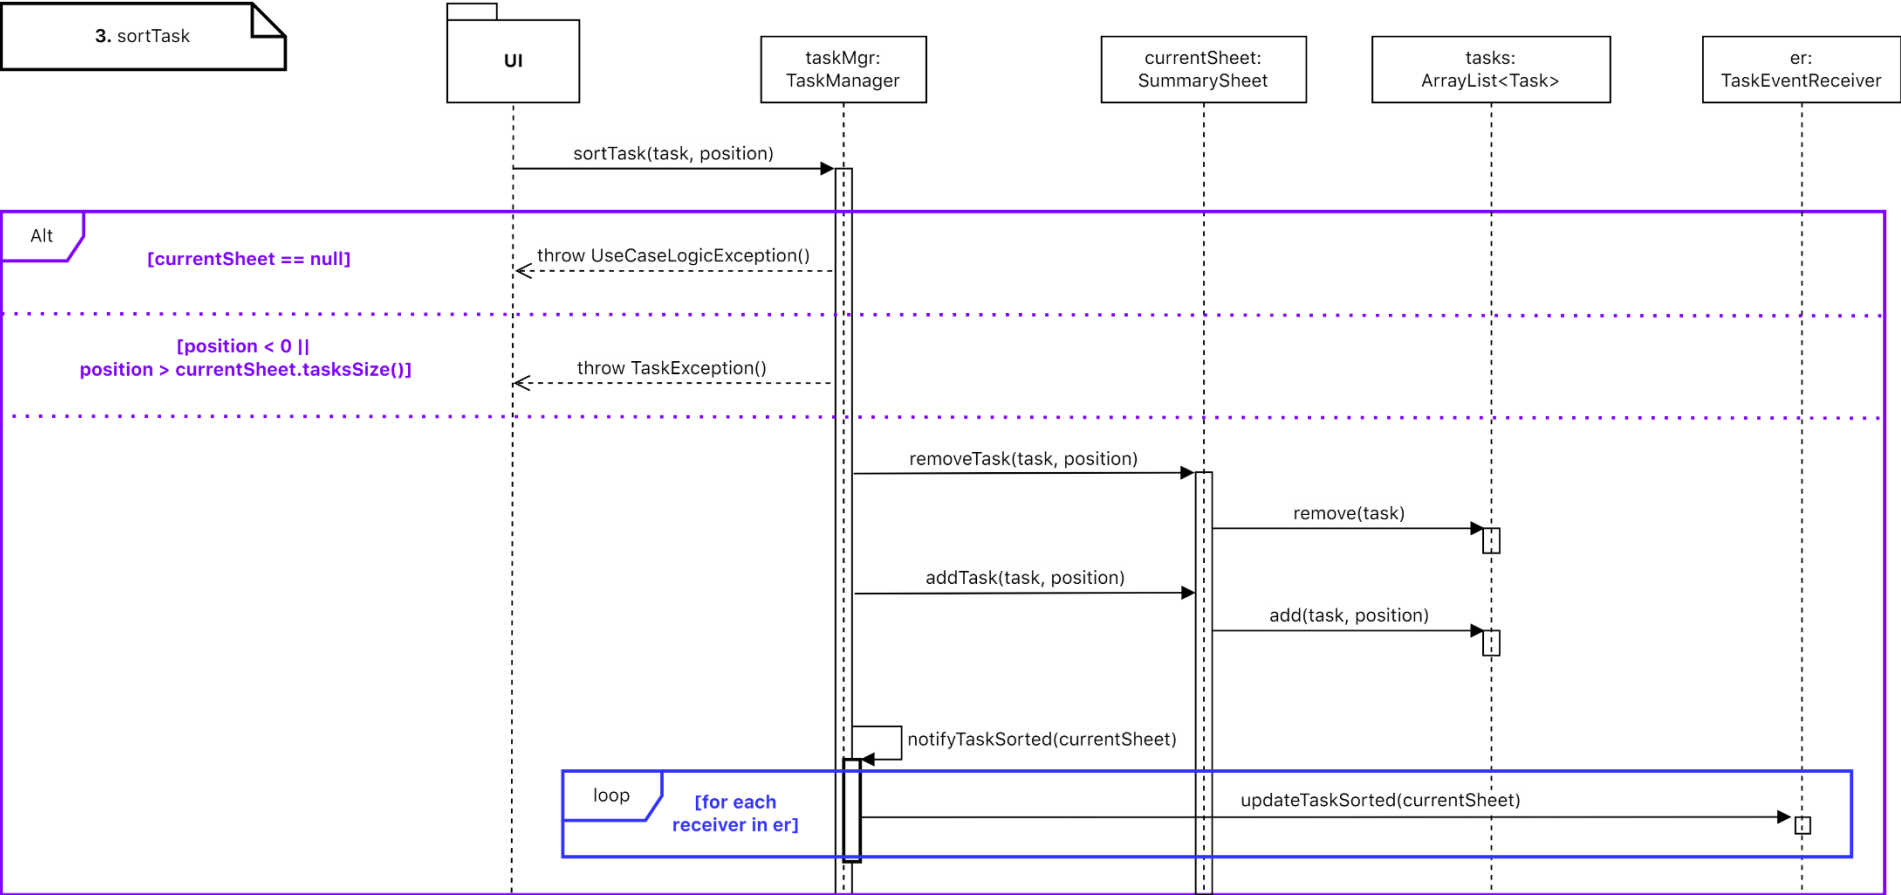 3. sortTask
UI
taskMgr:
TaskManager
currentSheet:
SummarySheet
tasks:
ArrayList<Task>
er:
TaskEventReceiver
sortTask(task, position)
Alt
[currentSheet == null]
throw UseCaseLogicException()
[position < 0 ||
position > currentSheet.tasksSize()]
throw TaskException()
removeTask(task, position)
remove(task)
addTask(task, position)
add(task, position)
notifyTaskSorted(currentSheet)
loop
[for each
receiver in er]
updateTaskSorted(currentSheet)